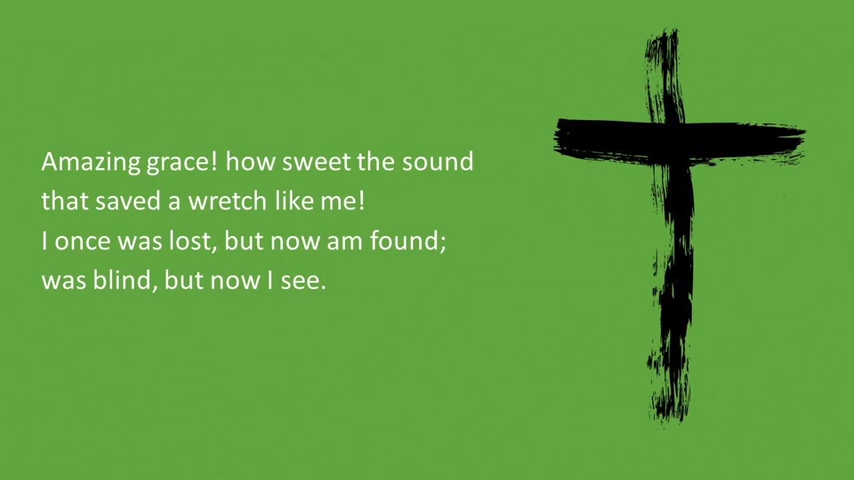 Amazing grace! how sweet the sound
that saved a wretch like me!
I once was lost, but now am found;
was blind, but now I see.